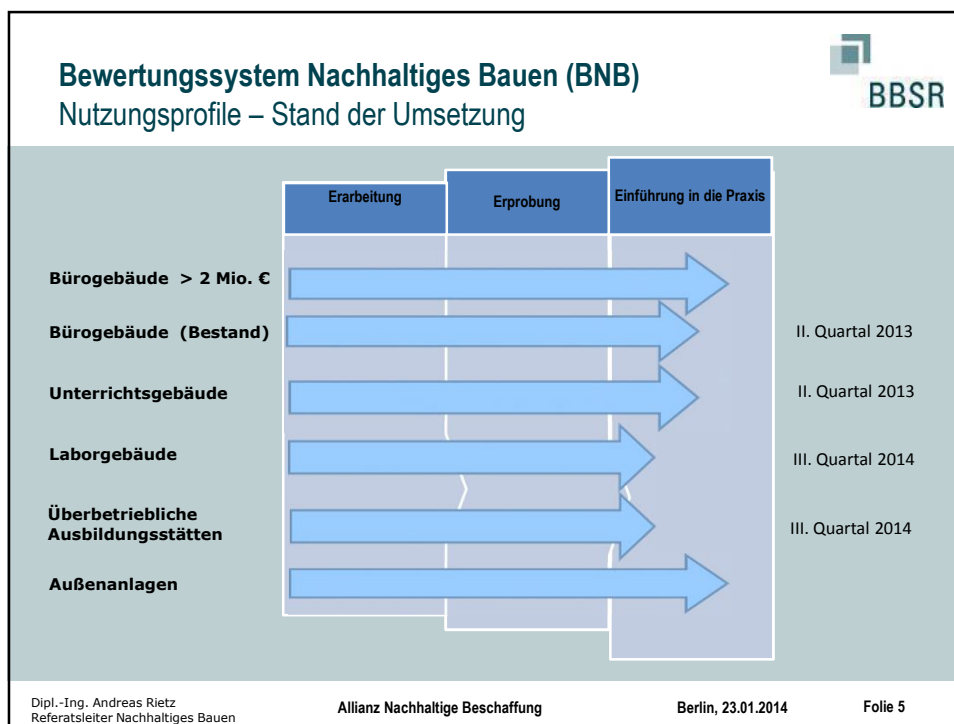 Bewertungssystem Nachhaltiges Bauen (BNB)
Nutzungsprofile – Stand der Umsetzung
BBSR
Erarbeitung
Erprobung
Einführung in die Praxis
Bürogebäude > 2 Mio. €
Bürogebäude (Bestand)
II. Quartal 2013
Unterrichtsgebäude
II. Quartal 2013
Laborgebäude
III. Quartal 2014
Überbetriebliche
Ausbildungsstätten
III. Quartal 2014
Außenanlagen
Dipl.-Ing. Andreas Rietz
Referatsleiter Nachhaltiges Bauen
Allianz Nachhaltige Beschaffung
Berlin, 23.01.2014
Folie 5